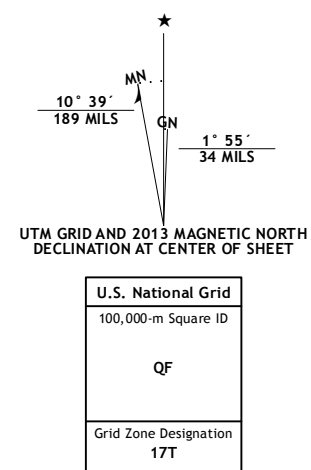 ★
MN
GN
10° 39´
189 MILS
1° 55´
34 MILS
UTM GRID AND 2013 MAGNETIC NORTH
DECLINATION AT CENTER OF SHEET
U.S. National Grid
100,000-m Square ID
QF
Grid Zone Designation
17T